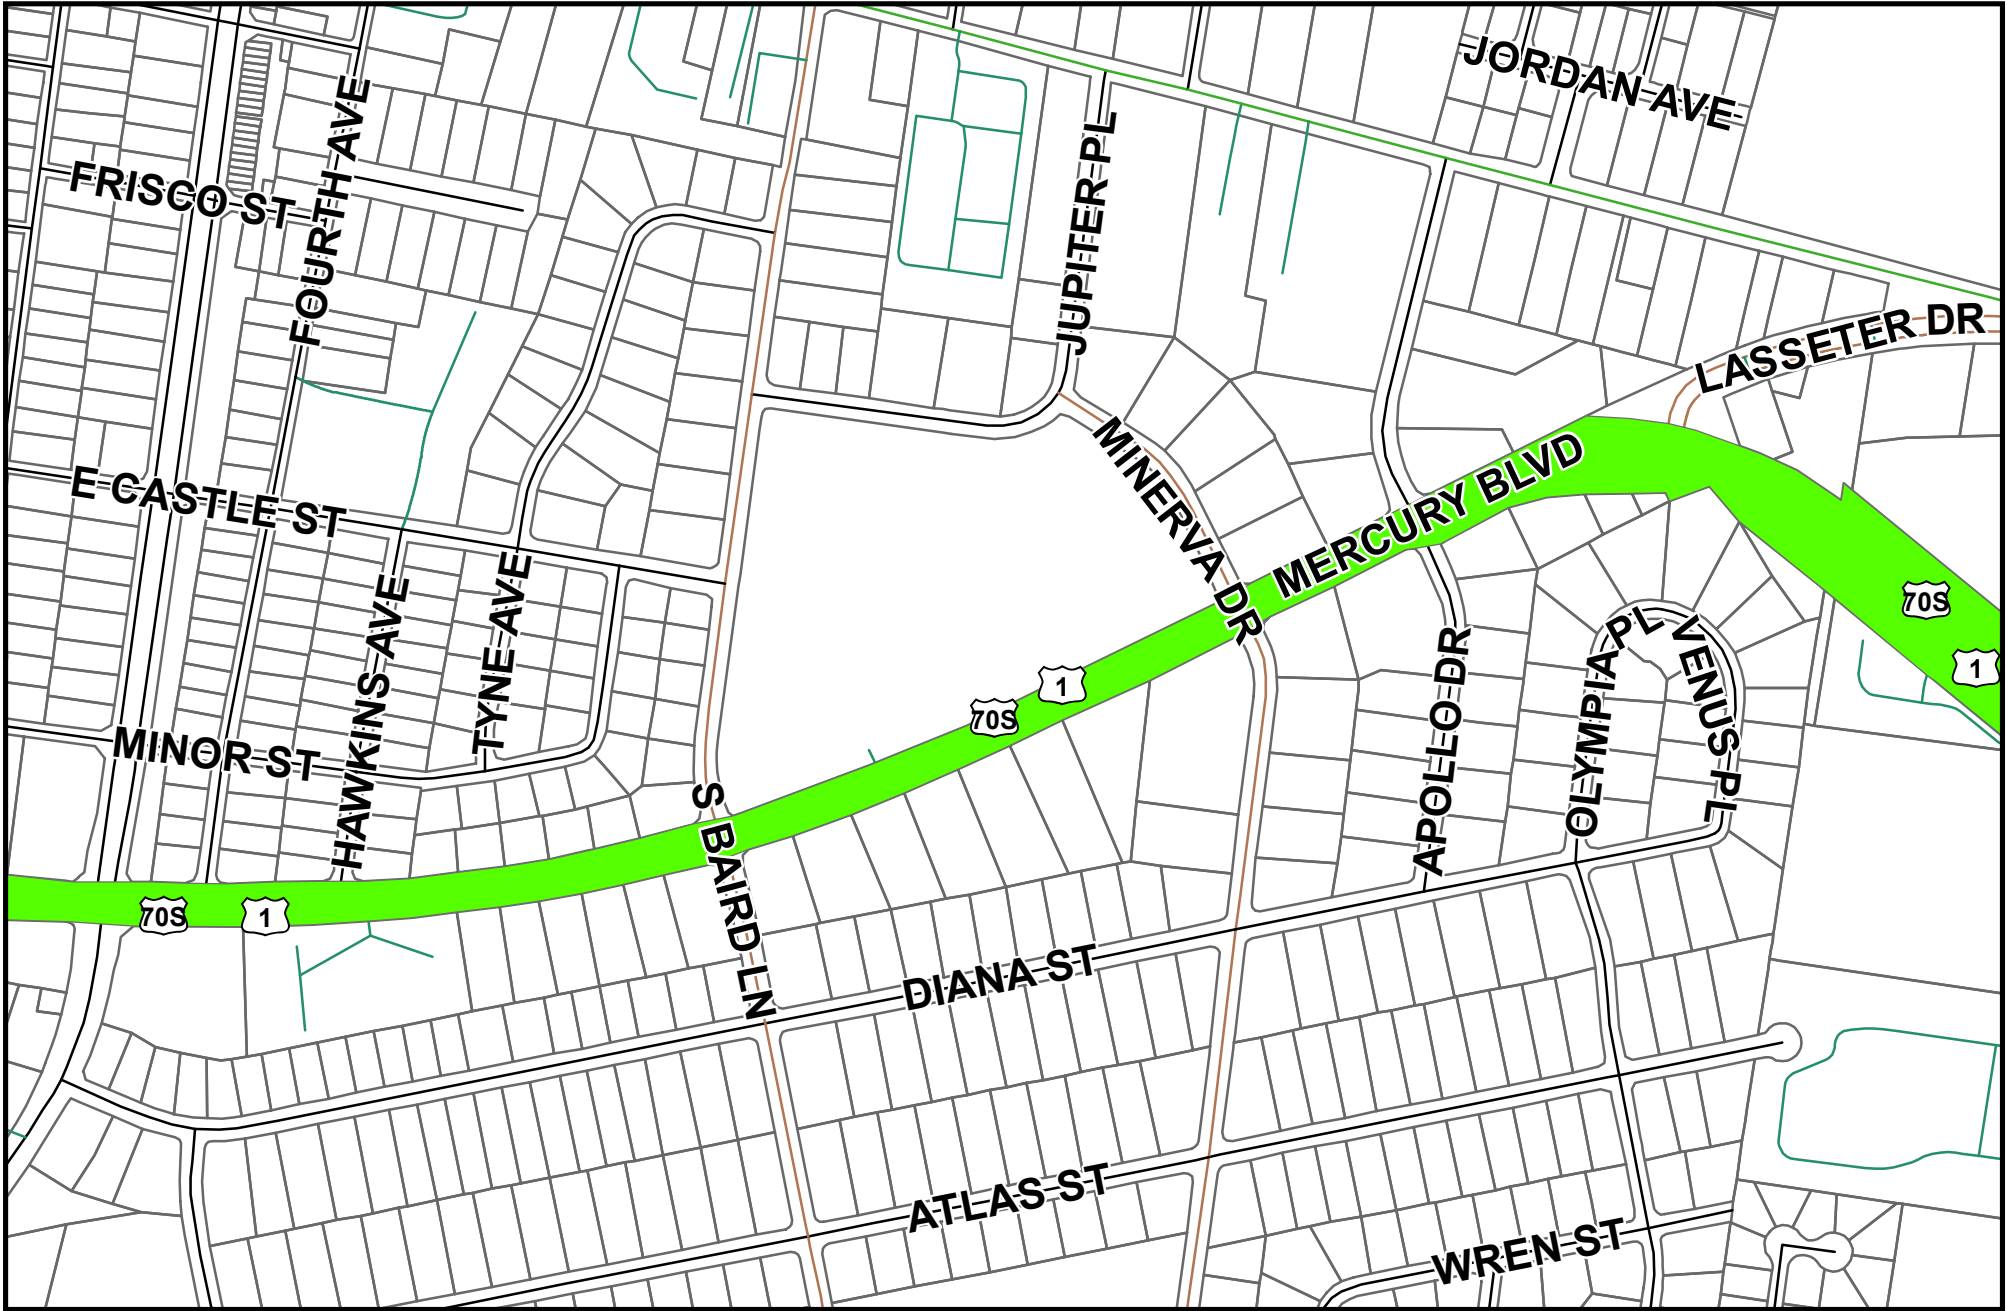 JORDAN AVE
FOURTH AVE
JUPITER PL
FRISCO ST
LASSETER DR
MERCURY BLVD
MINERVA DR
E CASTLE ST
TYNE AVE
HAWKINS AVE
70S
1
OLYMPIA PL
VENUS PL
APOLLO DR
1
70S
MINOR ST
S BAIRD LN
70S
1
DIANA ST
ATLAS ST
WREN ST